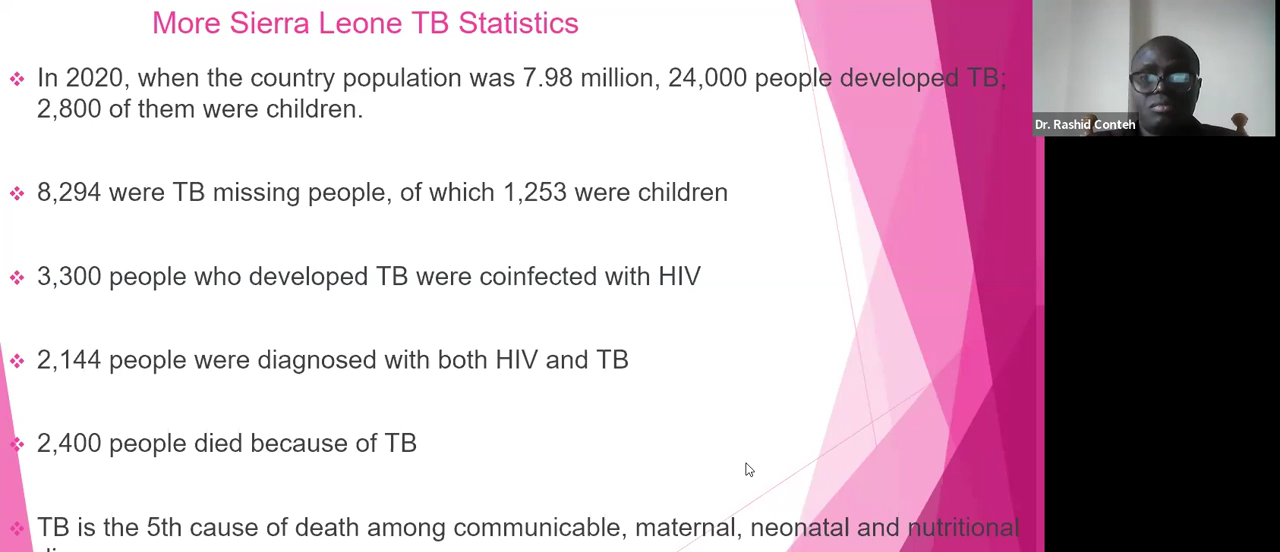 More Sierra Leone TB Statistics
In 2020, when the country population was 7.98 million, 24,000 people developed TB;
2,800 of them were children.
8,294 were TB missing people, of which 1,253 were children
3,300 people who developed TB were coinfected with HIV
2,144 people were diagnosed with both HIV and TB
2,400 people died because of TB
TB is the 5th cause of death among communicable, maternal, neonatal and nutritional
Dr. Rashid Conteh